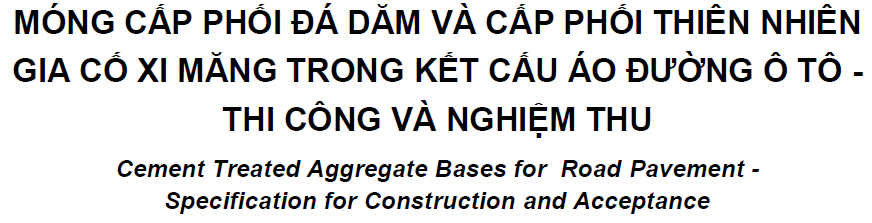 MÓNG CẤP PHỐI ĐÁ DĂM VÀ CẤP PHỐI THIÊN NHIÊN
GIA CỐ XI MĂNG TRONG KẾT CẤU ÁO ĐƯỜNG Ô TÔ -
THI CÔNG VÀ NGHIỆM THU
Cement Treated Aggregate Bases for Road Pavement -
Specification for Construction and Acceptance